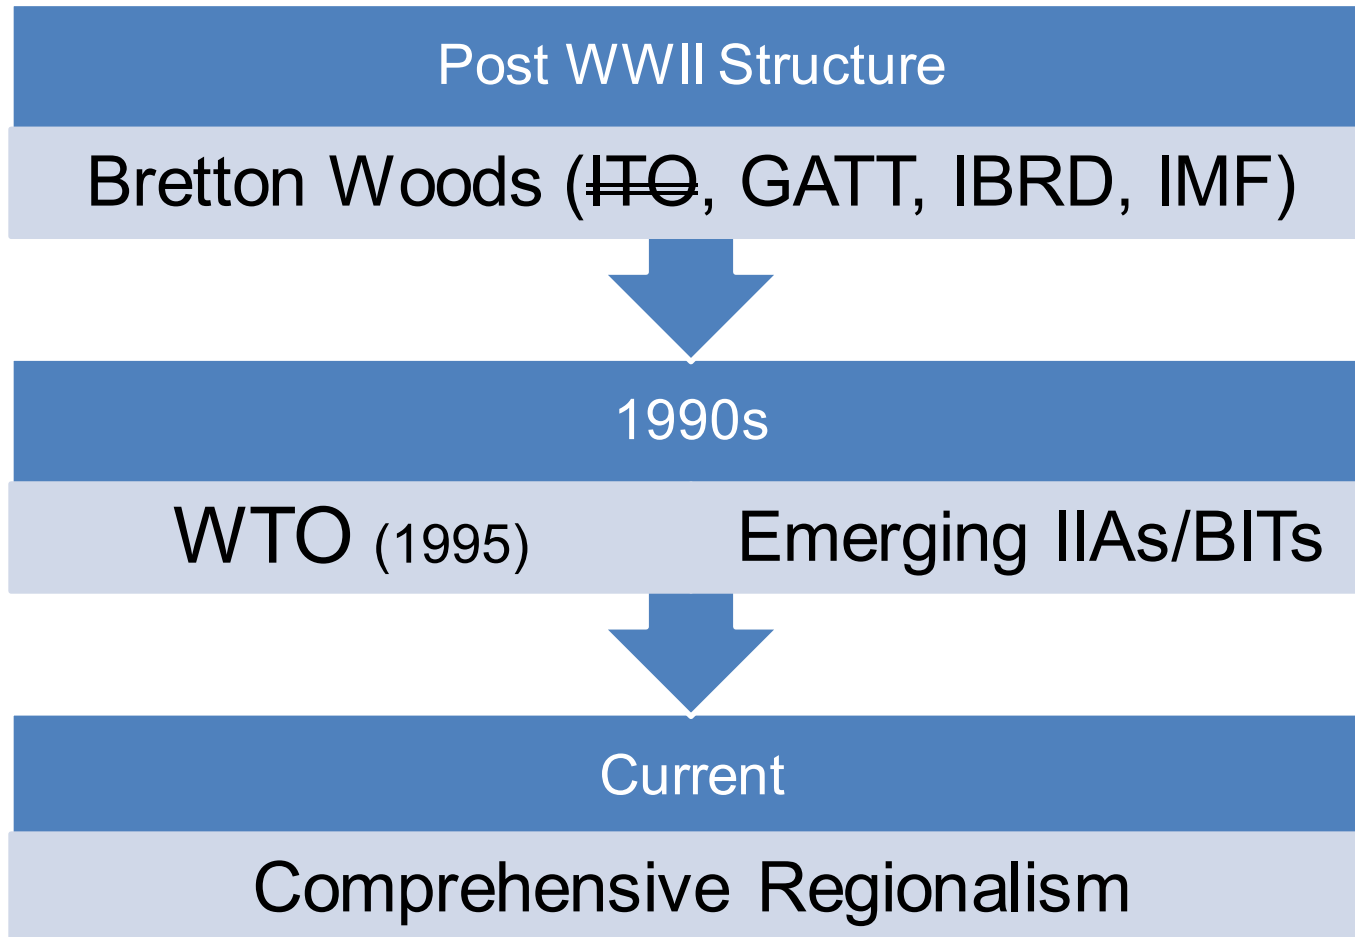 Post WWII Structure
Bretton Woods (ITO, GATT, IBRD, IMF)
1990s
WTO (1995) Emerging IIAs/BITs
Current
Comprehensive Regionalism